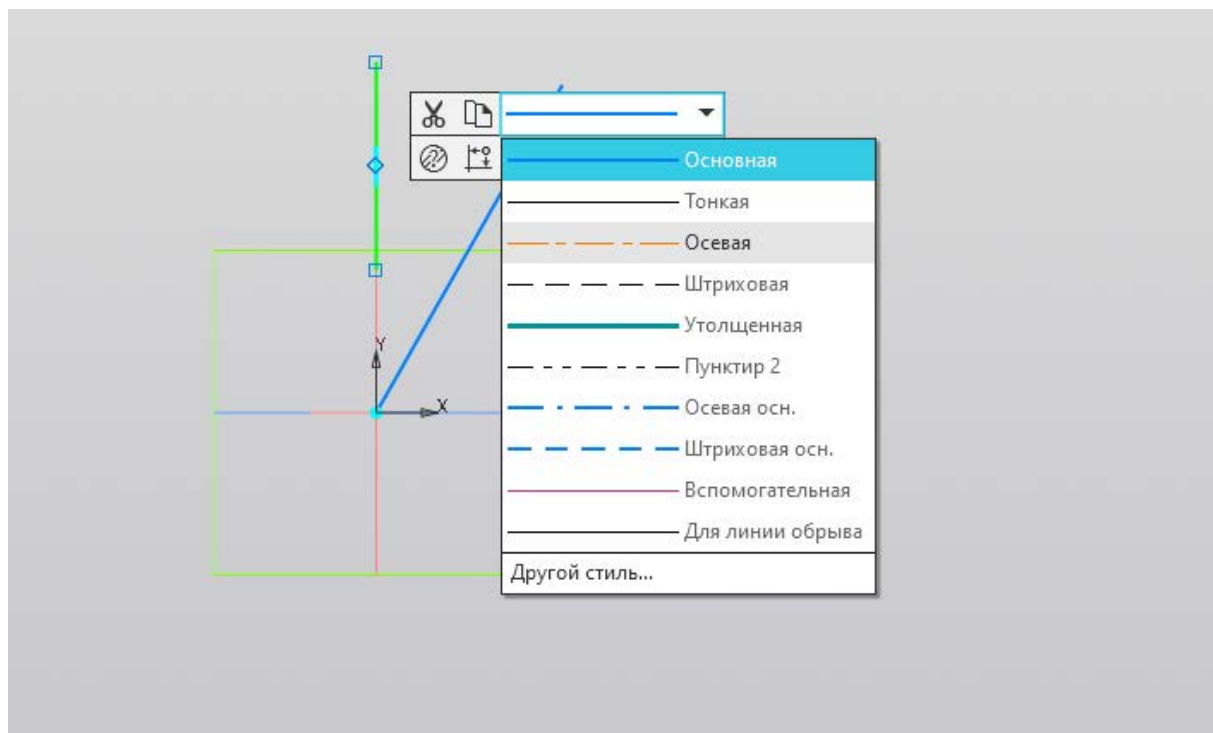 Основная
Тонкая
Осевая
Штриховая
Утолщенная
Y
Пунктир 2
X
Осевая осн.
Штриховая осн.
Вспомогательная
Для линии обрыва
Другой стиль...